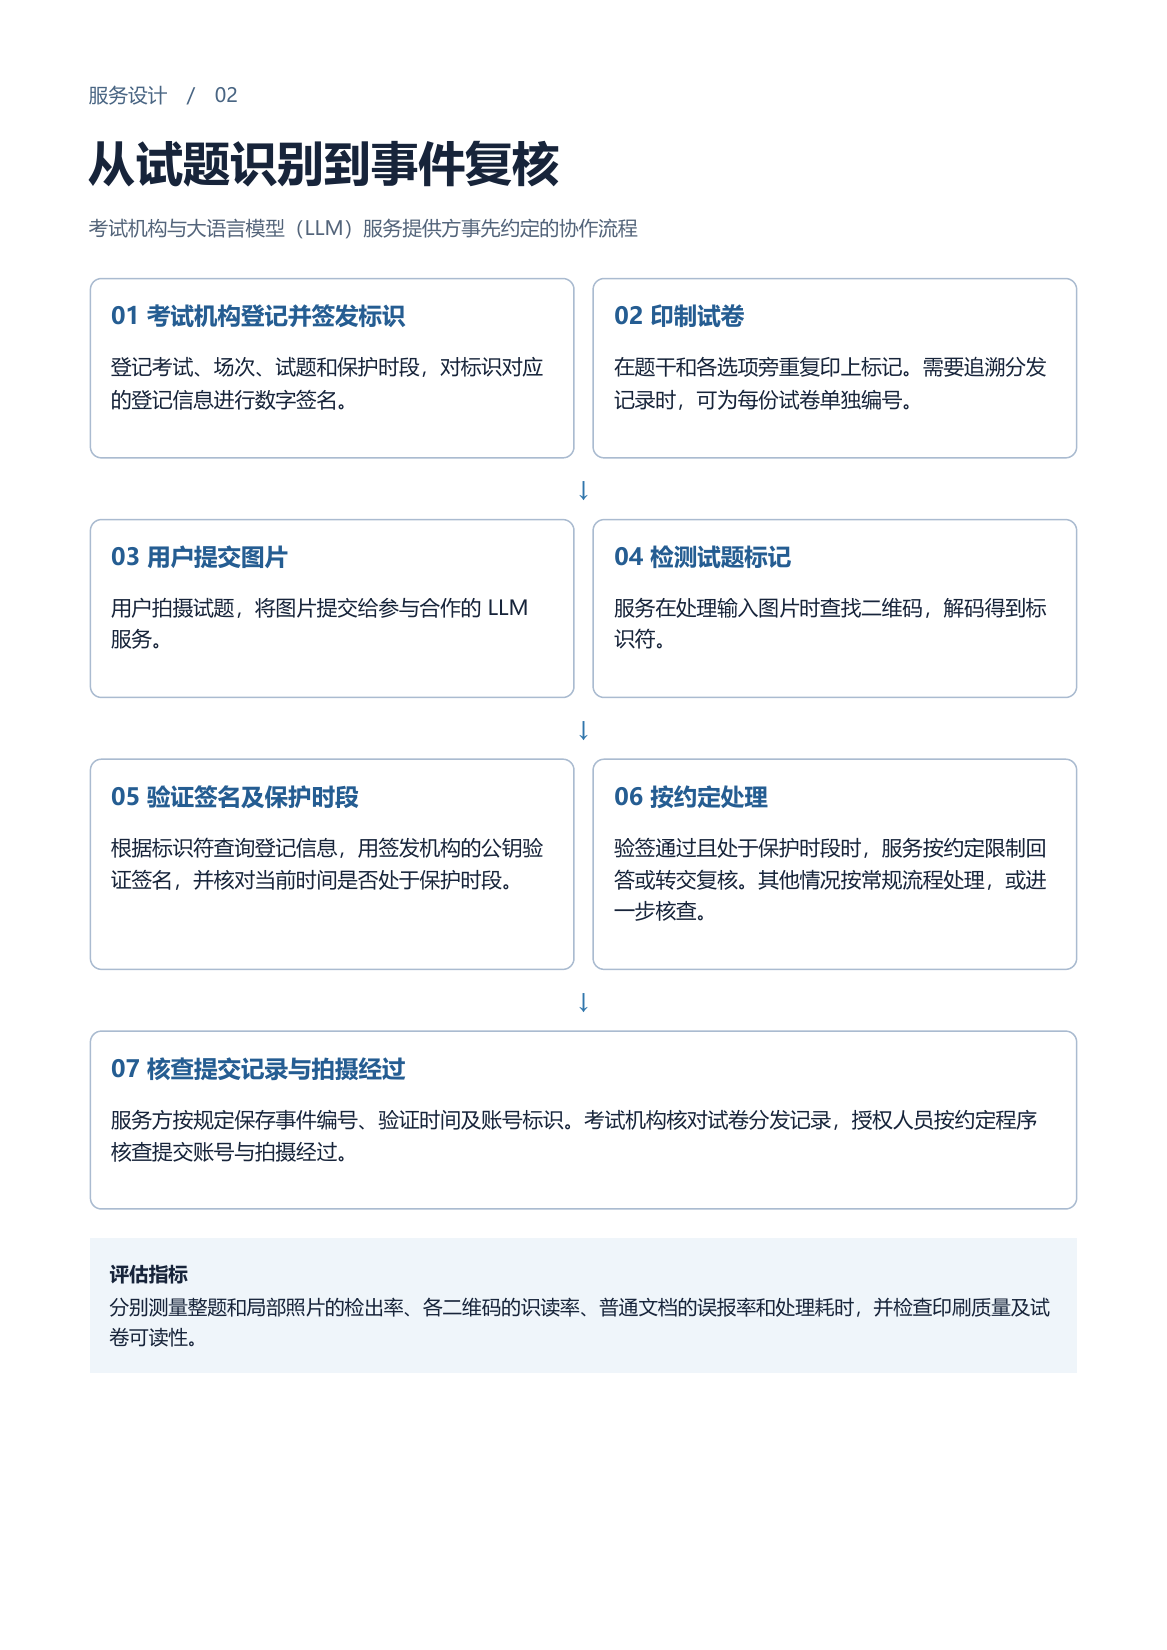 服务设计 / 02
从试题识别到事件复核
考试机构与大语言模型（LLM）服务提供方事先约定的协作流程
01 考试机构登记并签发标识
登记考试、场次、试题和保护时段，对标识对应
的登记信息进行数字签名。
02 印制试卷
在题干和各选项旁重复印上标记。需要追溯分发
记录时，可为每份试卷单独编号。
↓
03 用户提交图片
用户拍摄试题，将图片提交给参与合作的 LLM
服务。
04 检测试题标记
服务在处理输入图片时查找二维码，解码得到标
识符。
↓
05 验证签名及保护时段
根据标识符查询登记信息，用签发机构的公钥验
证签名，并核对当前时间是否处于保护时段。
06 按约定处理
验签通过且处于保护时段时，服务按约定限制回
答或转交复核。其他情况按常规流程处理，或进
一步核查。
↓
07 核查提交记录与拍摄经过
服务方按规定保存事件编号、验证时间及账号标识。考试机构核对试卷分发记录，授权人员按约定程序
核查提交账号与拍摄经过。
评估指标
分别测量整题和局部照片的检出率、各二维码的识读率、普通文档的误报率和处理耗时，并检查印刷质量及试
卷可读性。